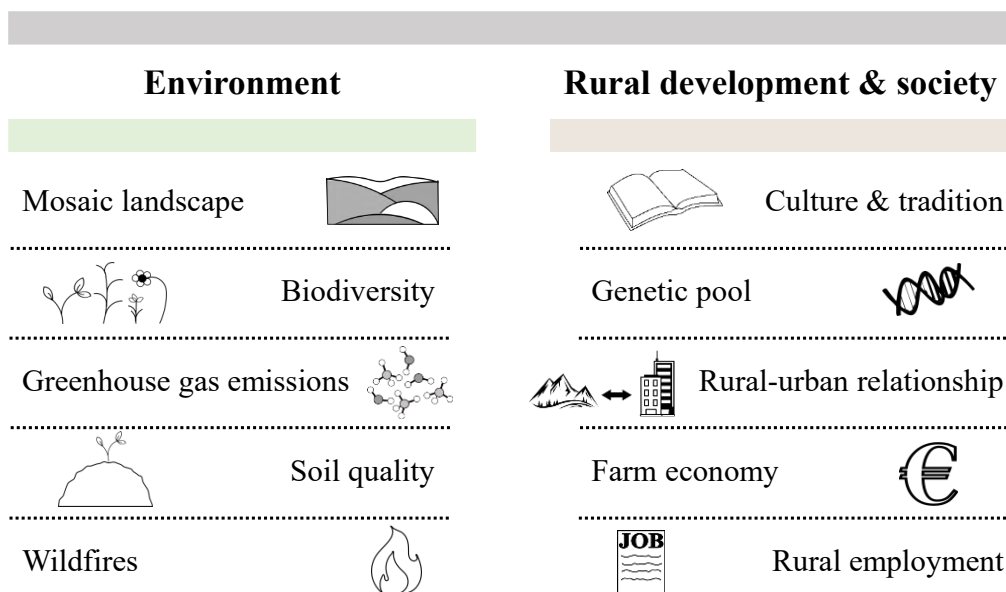 Environment
Mosaic landscape
Biodiversity
Greenhouse gas emissions
Soil quality
Wildfires
Rural development & society
Culture & tradition
Genetic pool
Rural-urban relationship
Farm economy
€
JOB
Rural employment